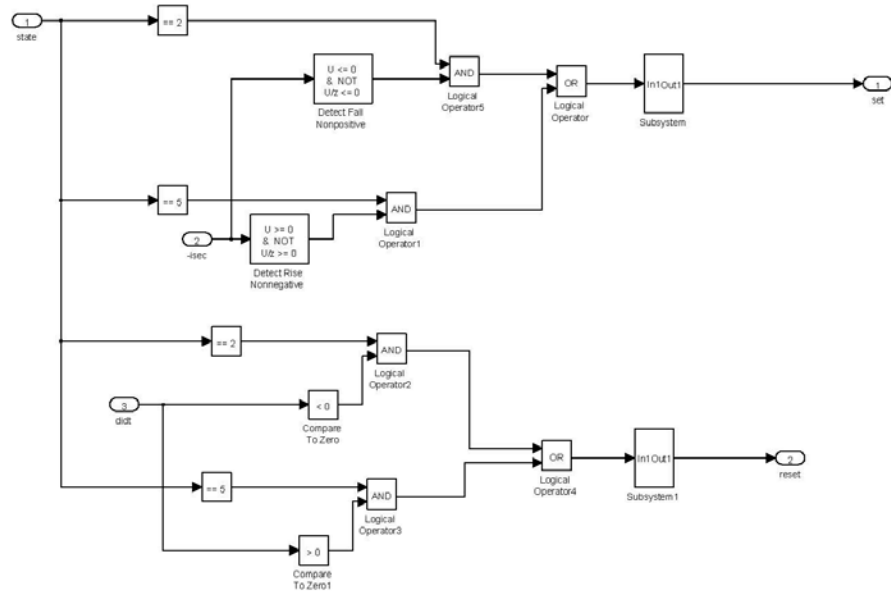 1
state
== 2
U <= 0
& NOT
U/z <= 0
Detect Fall
Nonpositive
AND
Logical
Operator5
OR
Logical
Operator
In1Out1
Subsystem
1
set
== 5
AND
Logical
Operator1
2
-isec
U >= 0
& NOT
U/z >= 0
Detect Rise
Nonnegative
== 2
AND
Logical
Operator2
3
didt
< 0
Compare
To Zero
== 5
AND
Logical
Operator3
OR
Logical
Operator4
In1Out1
Subsystem1
2
reset
> 0
Compare
To Zero1